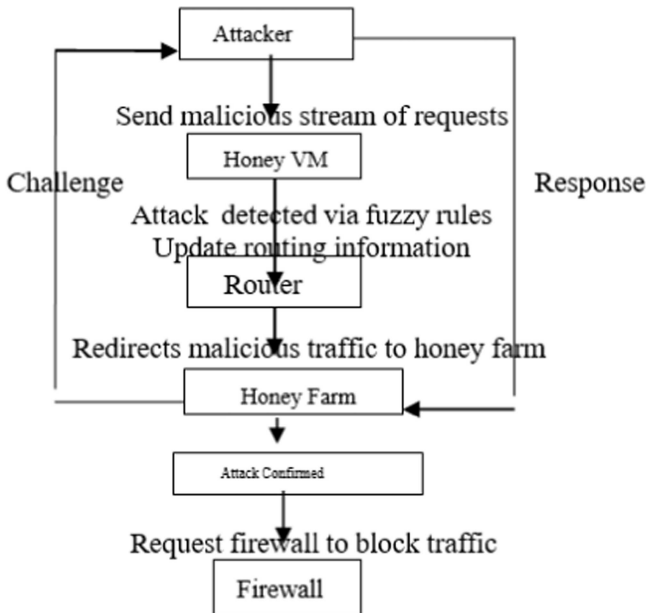 Attacker
Send malicious stream of requests
Honey VM
Challenge
Response
Attack detected via fuzzy rules
Update routing information
Router
Redirects malicious traffic to honey farm
Honey Farm
Attack Confirmed
Request firewall to block traffic
Firewall